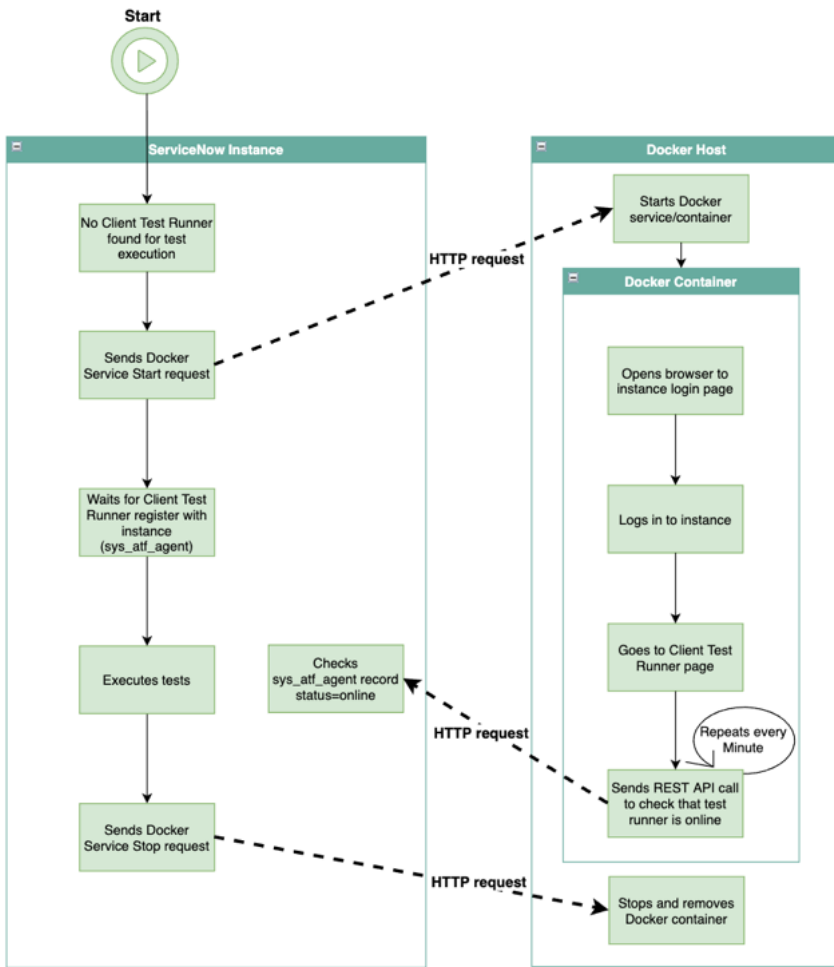 Start
ServiceNow Instance
No Client Test Runner
found for test
execution
Sends Docker
Service Start request
Waits for Client Test
Runner register with
instance
(sys_atf_agent)
Executes tests
Sends Docker
Service Stop request
Checks
sys_atf_agent record
status=online
HTTP request
HTTP request
HTTP request
Docker Host
Starts Docker
service/container
Docker Container
Opens browser to
instance login page
Logs in to instance
Goes to Client Test
Runner page
Repeats every
Minute
Sends REST API call
to check that test
runner is online
Stops and removes
Docker container